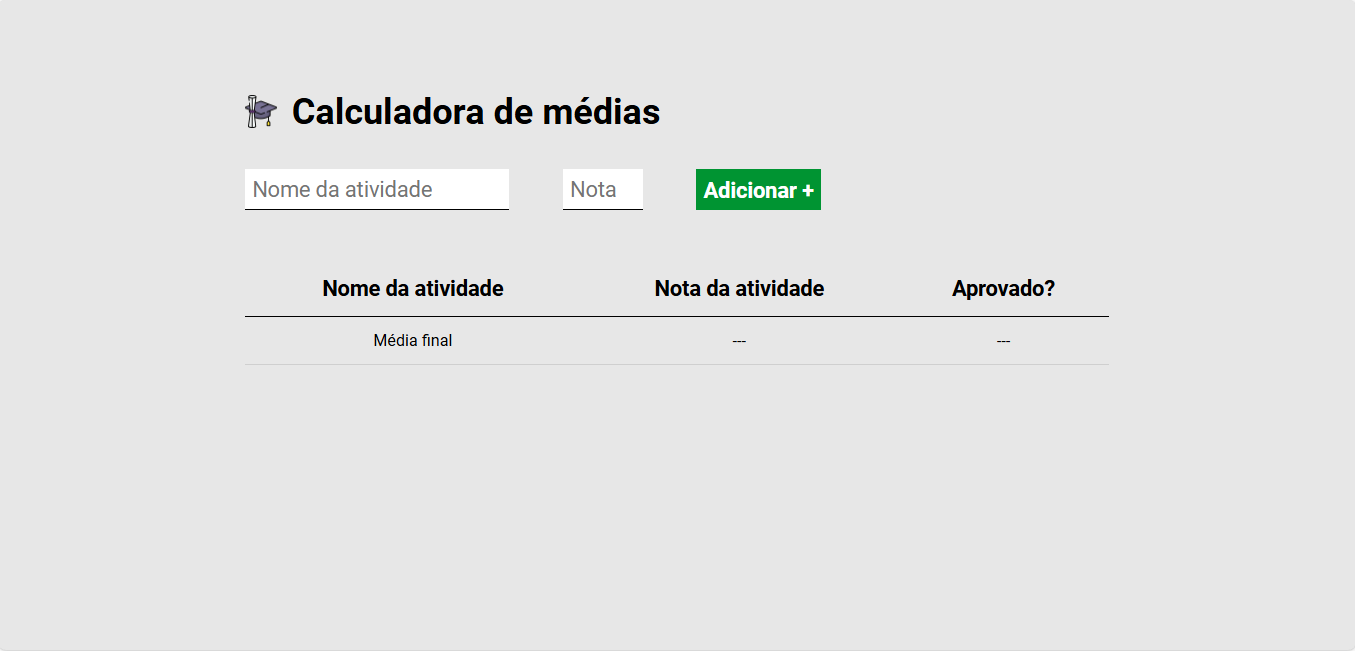 Calculadora de médias
Nome da atividade Nota Adicionar +
Nome da atividade Nota da atividade Aprovado?
Média final --- ---